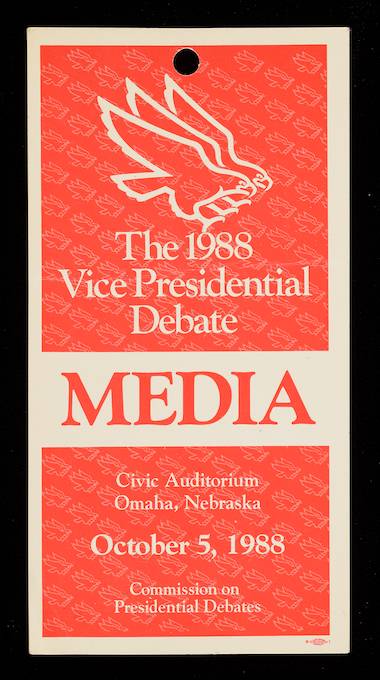 The 1988
Vice Presidential
Debate
MEDIA
Civic Auditorium
Omaha, Nebraska
October 5, 1988
Commission on
Presidential Debates